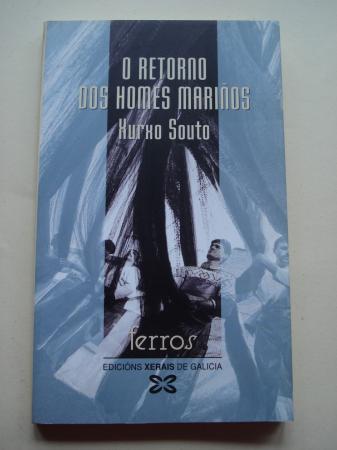 O RETORNO
DOS HOMES MARIÑOS
Xurxo Souto
ferros
EDICIÓNS XERAIS DE GALICIA